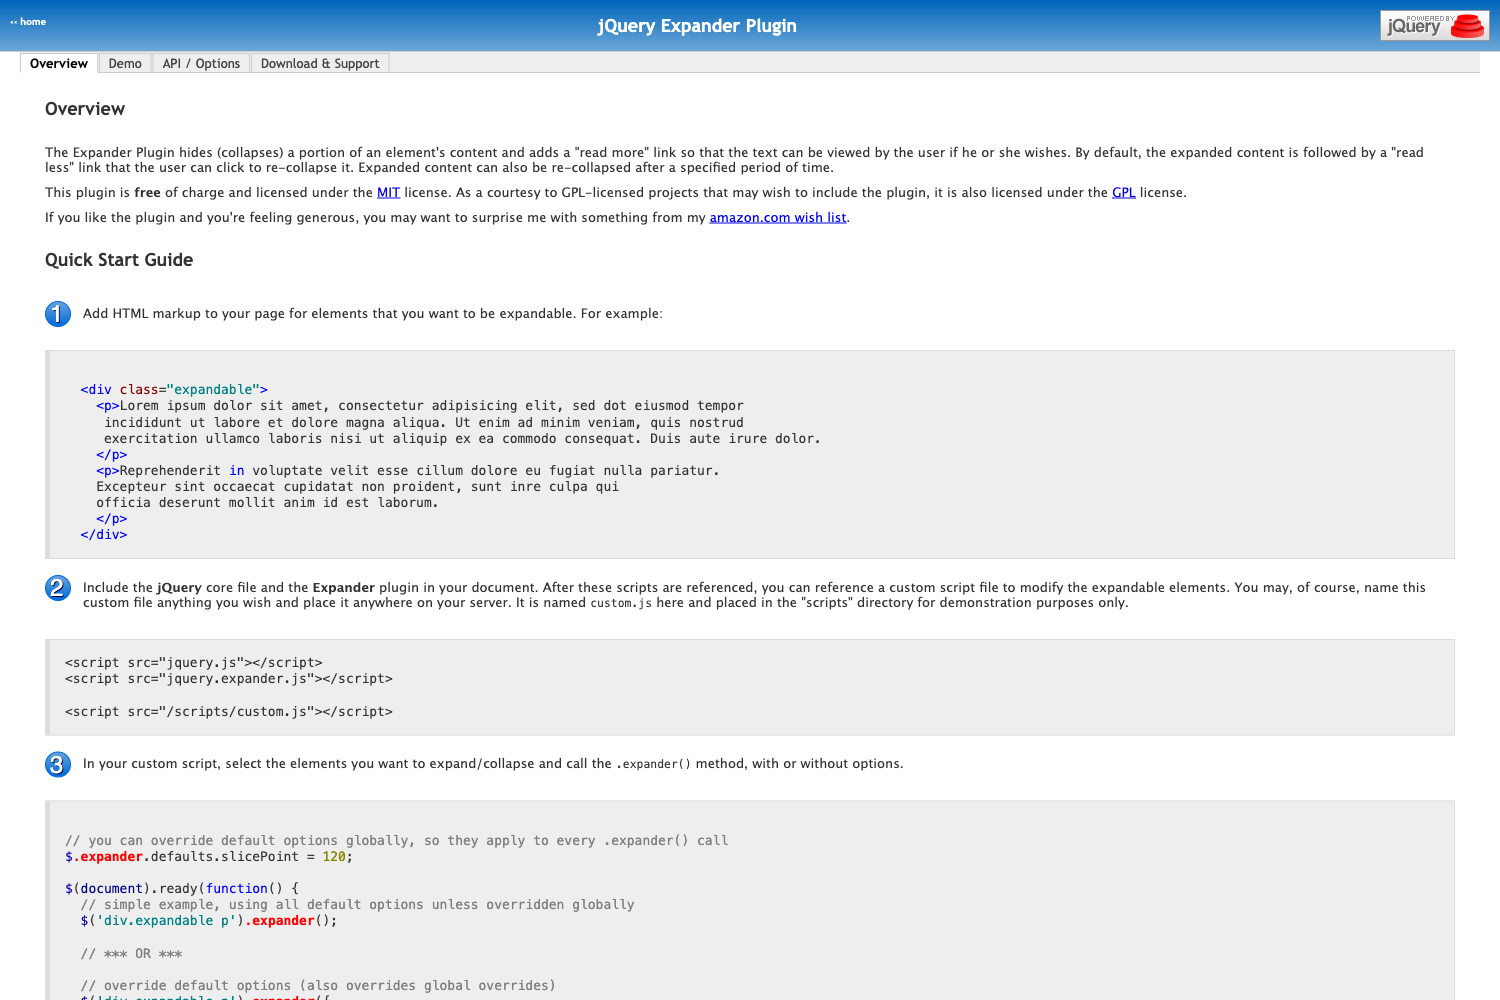 ‹‹ home
jQuery Expander Plugin
POWERED BY
jQuery
Overview
Demo
API / Options
Download & Support
Overview
The Expander Plugin hides (collapses) a portion of an element's content and adds a "read more" link so that the text can be viewed by the user if he or she wishes. By default, the expanded content is followed by a "read
less" link that the user can click to re-collapse it. Expanded content can also be re-collapsed after a specified period of time.
This plugin is free of charge and licensed under the MIT license. As a courtesy to GPL-licensed projects that may wish to include the plugin, it is also licensed under the GPL license.
If you like the plugin and you're feeling generous, you may want to surprise me with something from my amazon.com wish list.
Quick Start Guide
1 Add HTML markup to your page for elements that you want to be expandable. For example:
<div class="expandable">
<p>Lorem ipsum dolor sit amet, consectetur adipisicing elit, sed dot eiusmod tempor
incididunt ut labore et dolore magna aliqua. Ut enim ad minim veniam, quis nostrud
exercitation ullamco laboris nisi ut aliquip ex ea commodo consequat. Duis aute irure dolor.
</p>
<p>Reprehenderit in voluptate velit esse cillum dolore eu fugiat nulla pariatur.
Excepteur sint occaecat cupidatat non proident, sunt inre culpa qui
officia deserunt mollit anim id est laborum.
</p>
</div>
2 Include the jQuery core file and the Expander plugin in your document. After these scripts are referenced, you can reference a custom script file to modify the expandable elements. You may, of course, name this
custom file anything you wish and place it anywhere on your server. It is named custom.js here and placed in the "scripts" directory for demonstration purposes only.
<script src="jquery.js"></script>
<script src="jquery.expander.js"></script>
<script src="/scripts/custom.js"></script>
3 In your custom script, select the elements you want to expand/collapse and call the .expander() method, with or without options.
// you can override default options globally, so they apply to every .expander() call
$.expander.defaults.slicePoint = 120;
$(document).ready(function() {
// simple example, using all default options unless overridden globally
$('div.expandable p').expander();
// *** OR ***
// override default options (also overrides global overrides)
$('div.expandable p').expander({